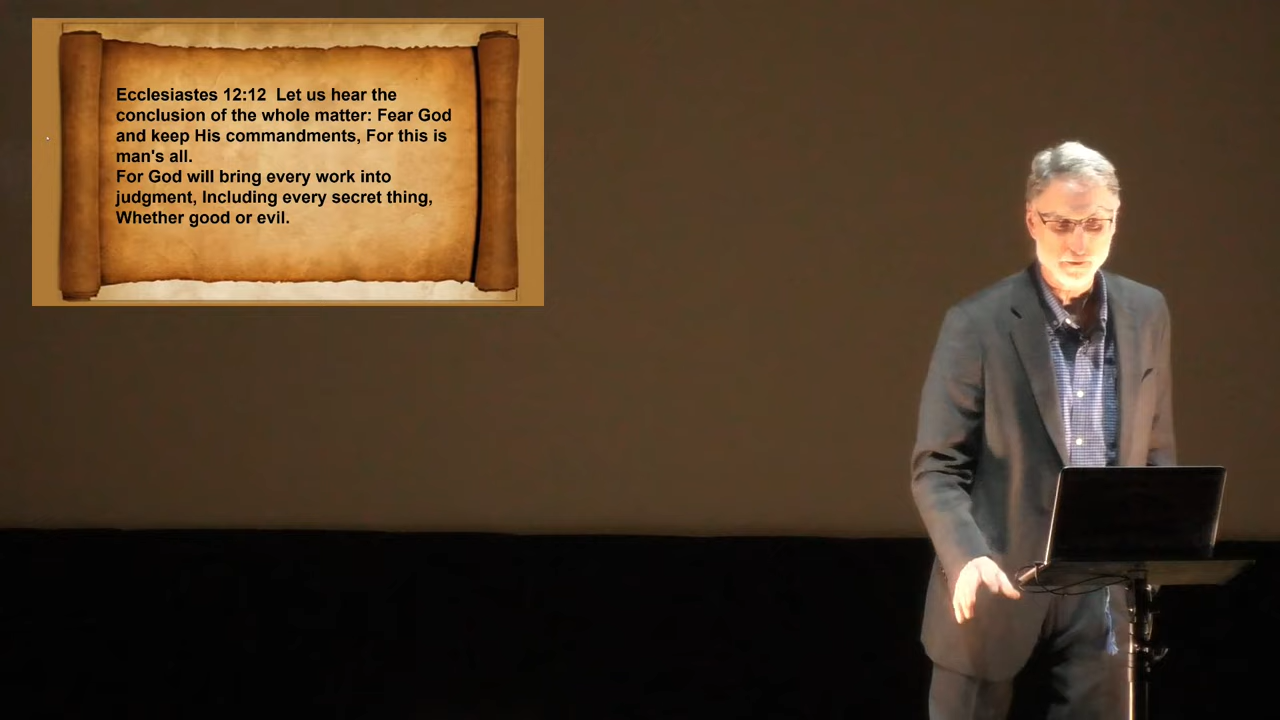 Ecclesiastes 12:12  Let us hear the
conclusion of the whole matter: Fear God
and keep His commandments, For this is
man's all.
For God will bring every work into
judgment, Including every secret thing,
Whether good or evil.